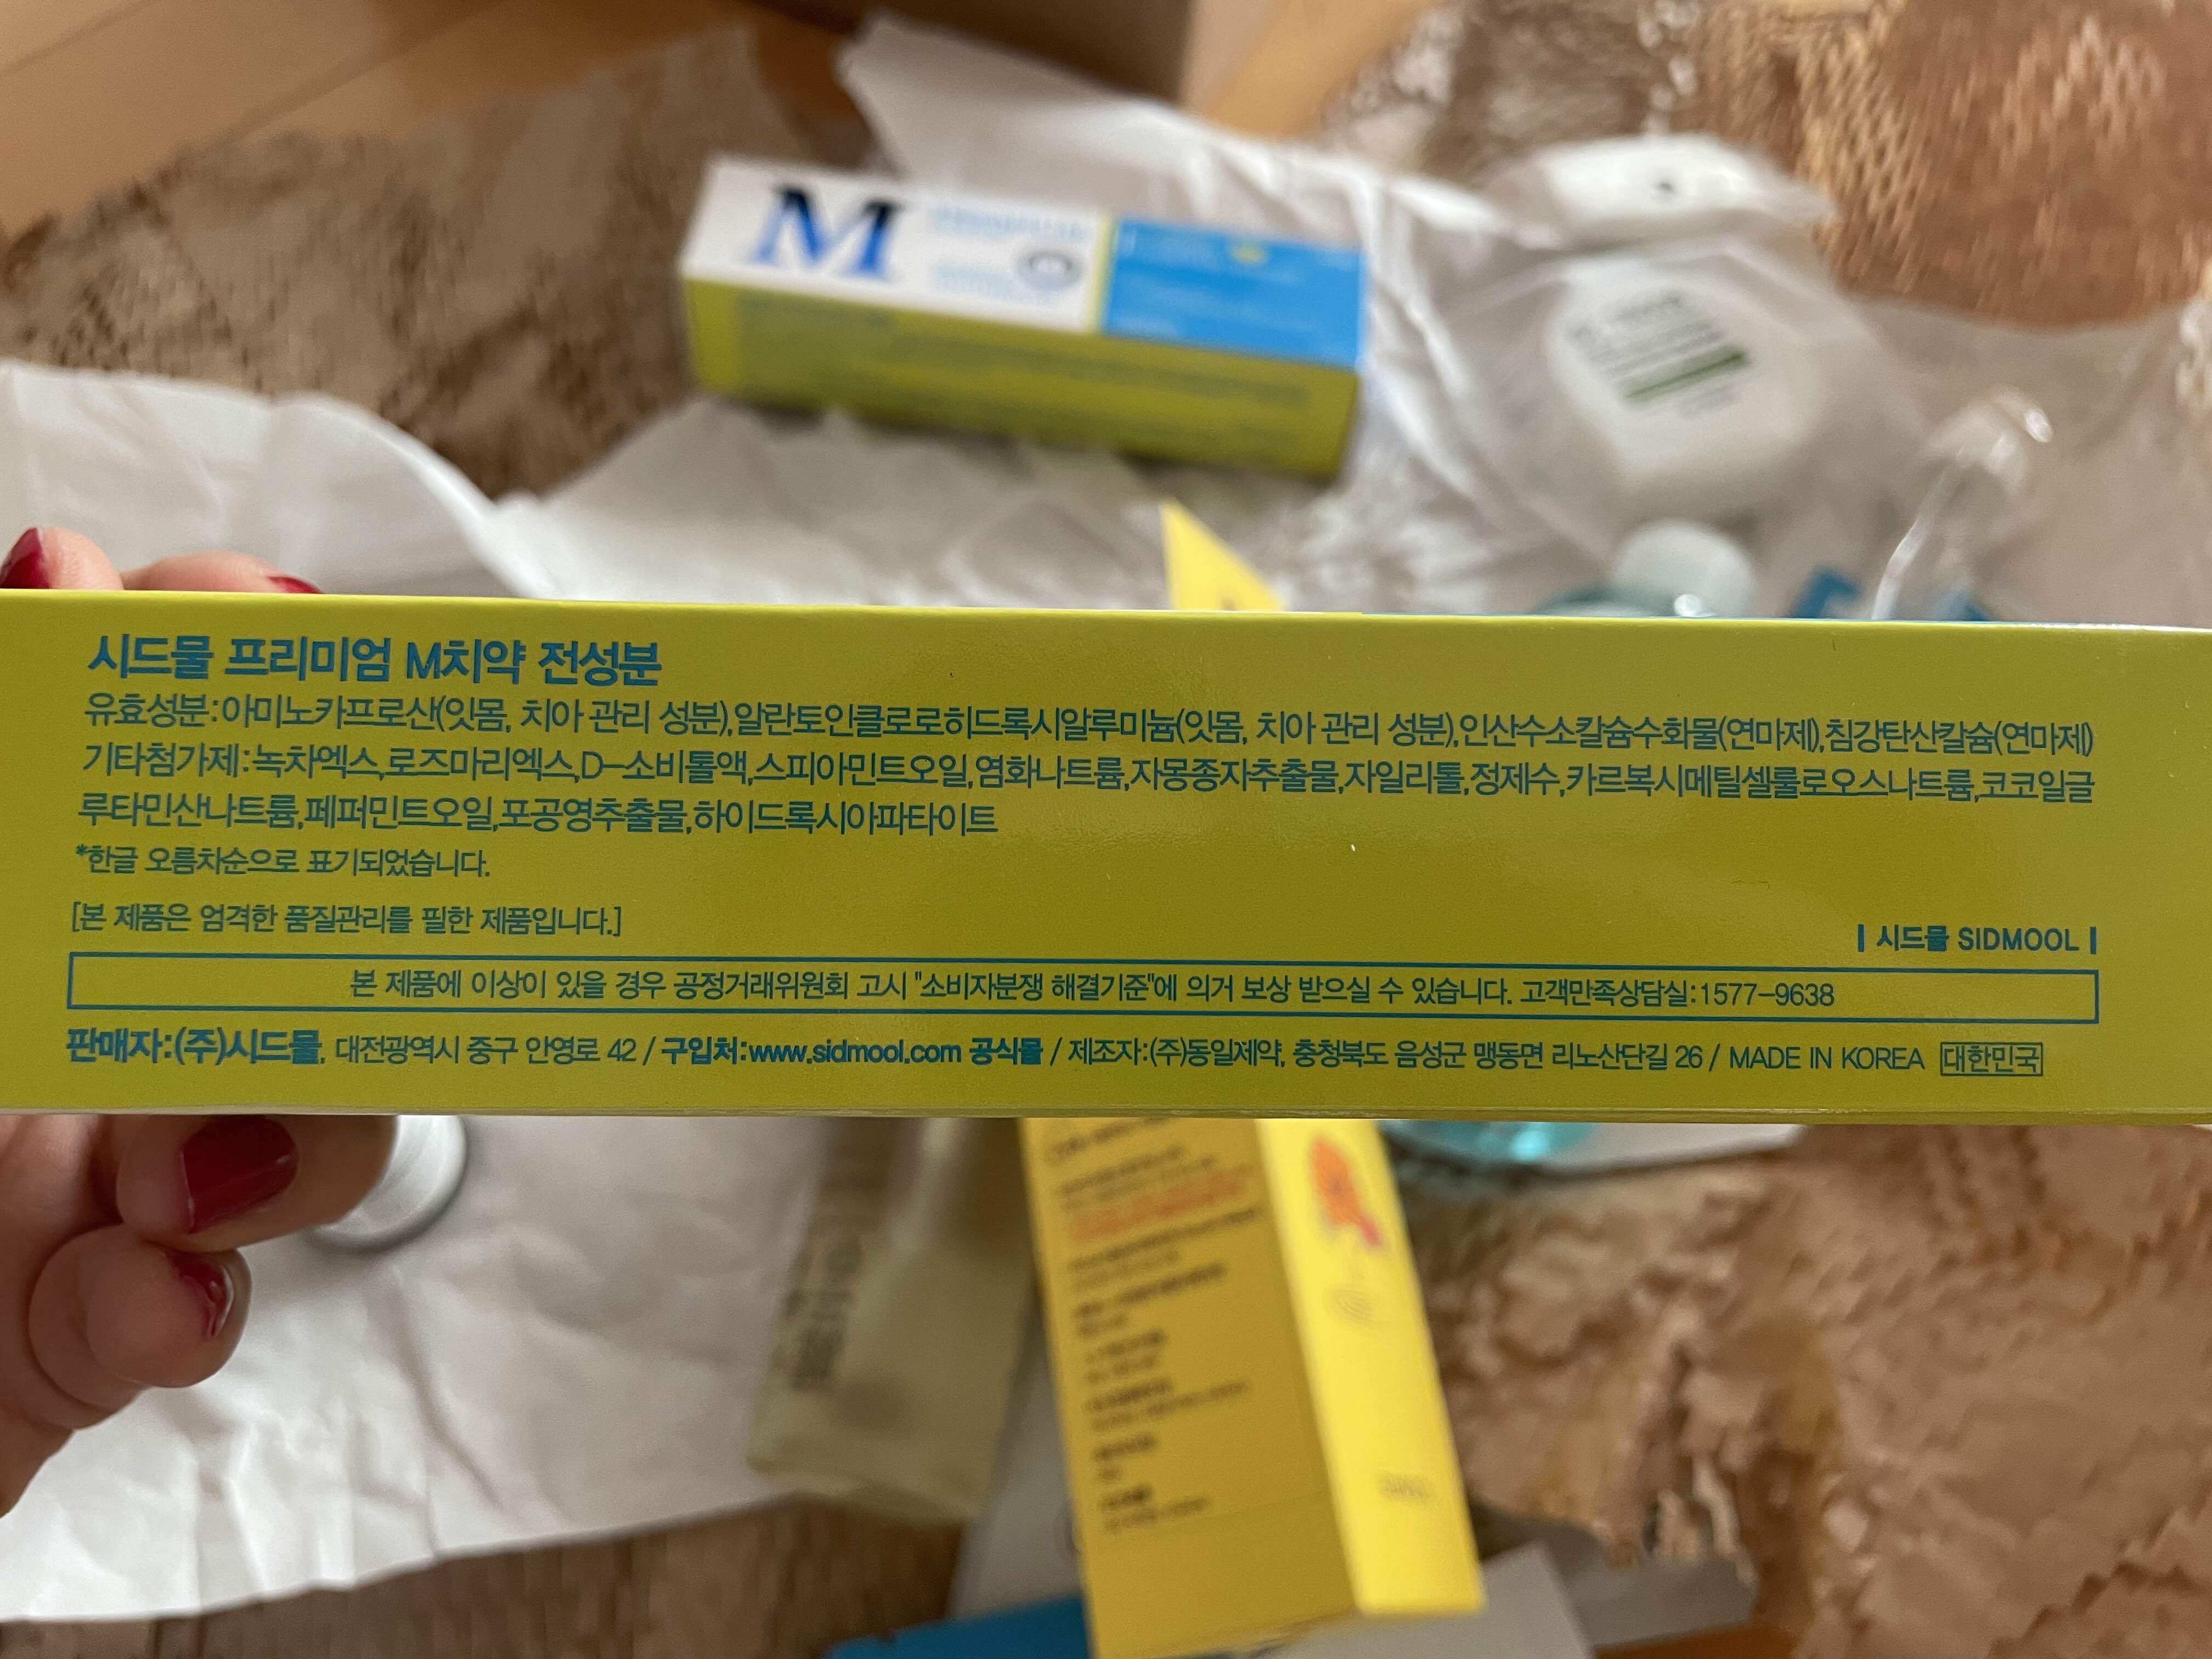 M
시드물 프리미엄 M치약 전성분
유효성분:아미노카프로산(잇몸, 치아 관리 성분),알란토인클로로히드록시알루미늄(잇몸, 치아 관리 성분),인산수소칼슘수화물(연마제),침강탄산칼슘(연마제)
기타첨가제:녹차엑스,로즈마리엑스,D-소비톨액,스피아민트오일,염화나트륨,자몽종자추출물,자일리톨,정제수,카르복시메틸셀룰로오스나트륨,코코일글
루타민산나트륨,페퍼민트오일,포공영추출물,하이드록시아파타이트
*한글 오름차순으로 표기되었습니다.
[본 제품은 엄격한 품질관리를 필한 제품입니다.]
| 시드물 SIDMOOL |
본 제품에 이상이 있을 경우 공정거래위원회 고시 "소비자분쟁 해결기준"에 의거 보상 받으실 수 있습니다. 고객만족상담실:1577-9638
판매자:(주)시드물, 대전광역시 중구 안영로 42 / 구입처:www.sidmool.com 공식몰 / 제조자:(주)동일제약, 충청북도 음성군 맹동면 리노산단길 26 / MADE IN KOREA 대한민국